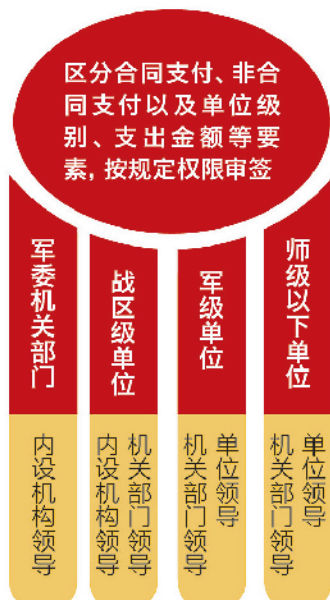 区分合同支付、非合
同支付以及单位级
别、支出金额等要
素，按规定权限审签
军委机关部门
内设机构领导
战区级单位
机关部门领导
内设机构领导
军级单位
单位领导
机关部门领导
师级以下单位
单位领导
机关部门领导